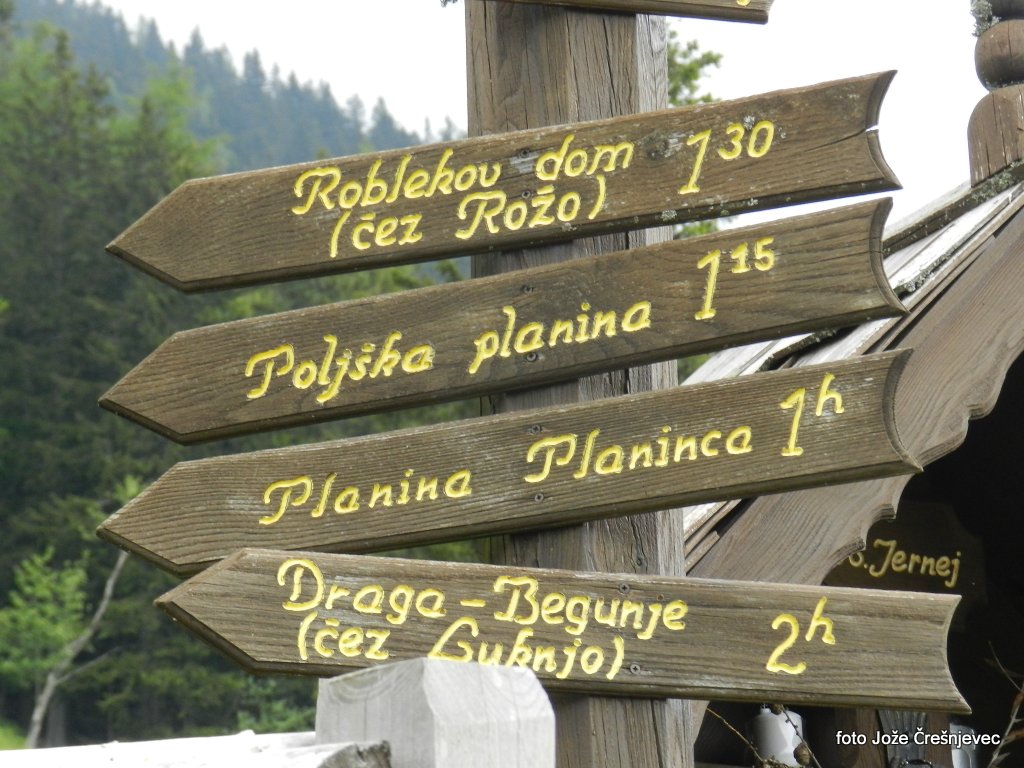 Roblekov dom 1³⁰
(čez Rožo)
Poljška planina 1¹⁵
Planina Planinca 1ʰ
Draga - Begunje 2ʰ
(čez Suknjo)
S. Jernej
foto Jože Črešnjevec